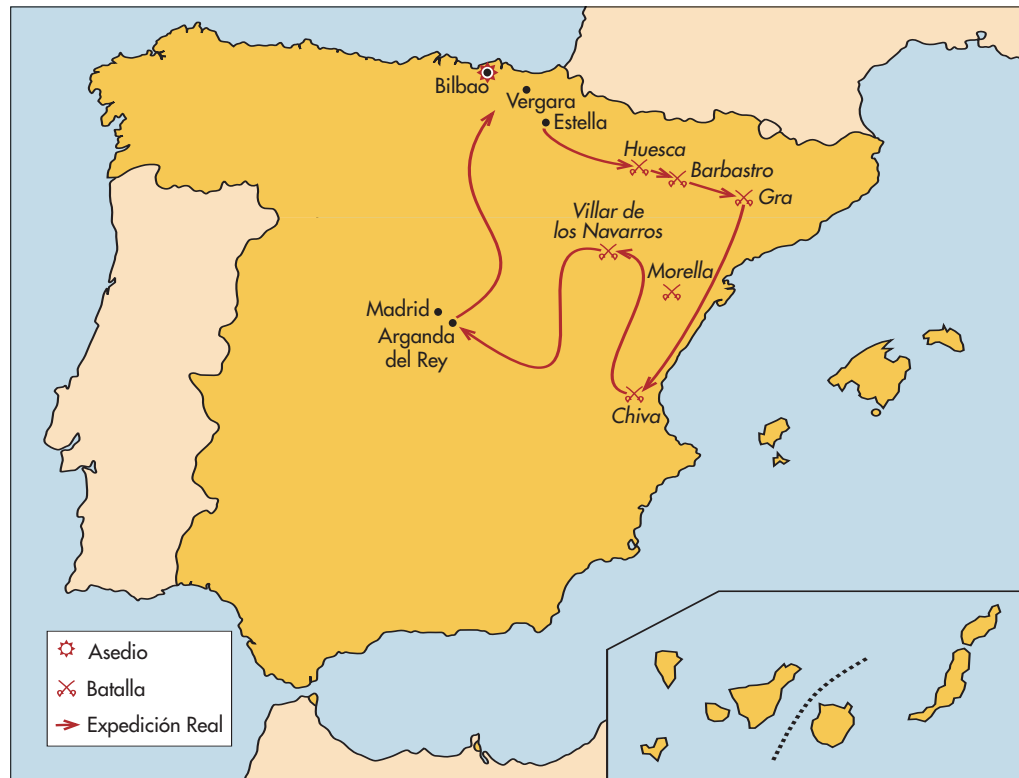 Bilbao
Vergara
Estella
Huesca
Barbastro
Gra
Villar de
los Navarros
Morella
Madrid
Arganda
del Rey
Chiva
Asedio
Batalla
Expedición Real